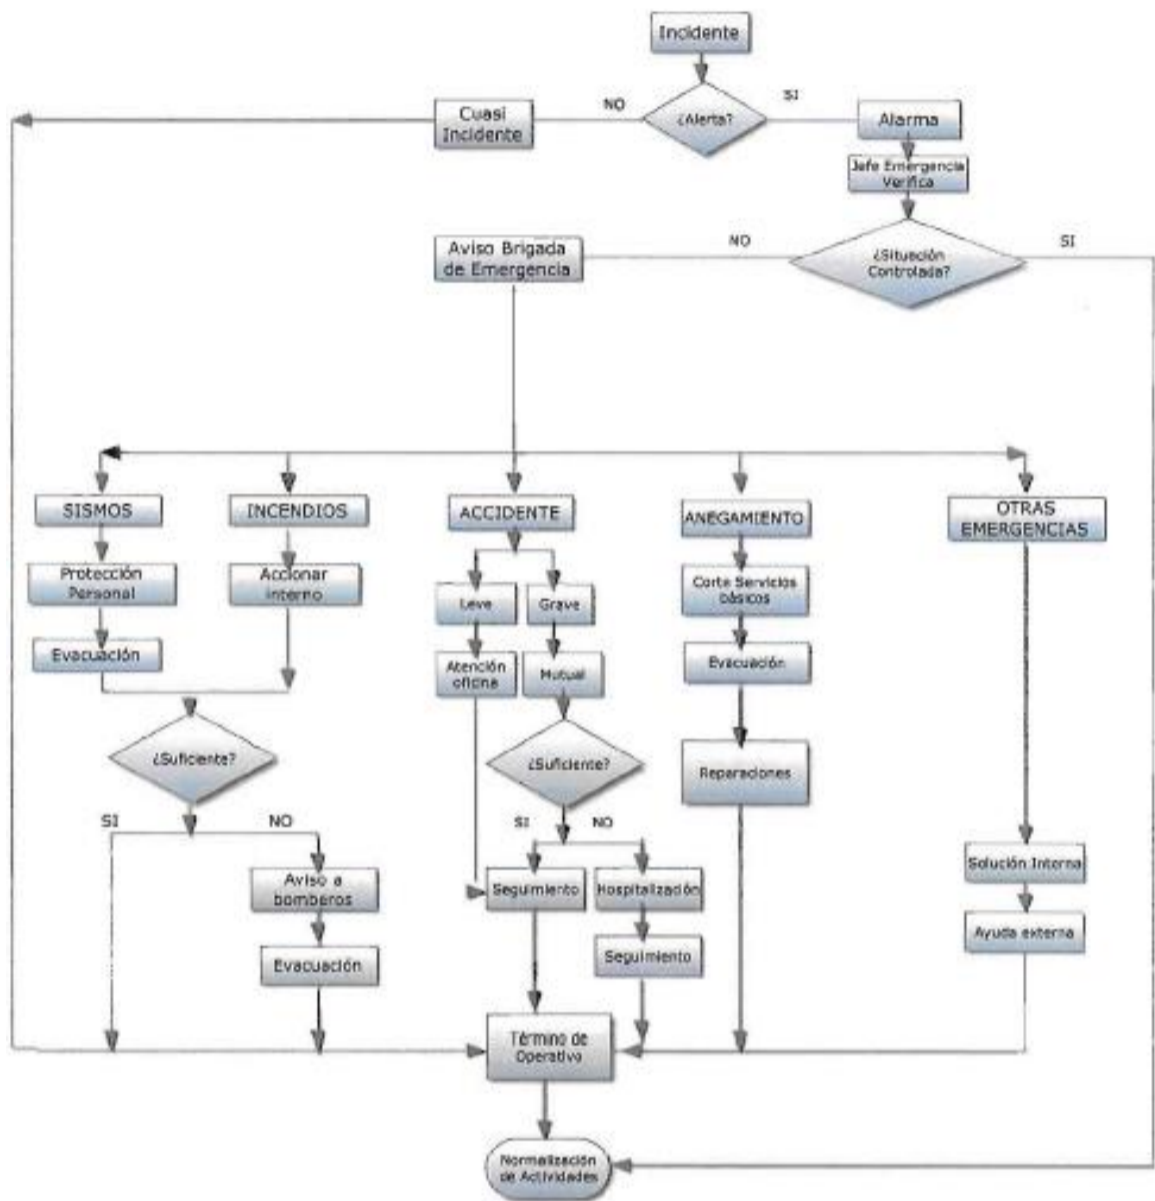 Incidente
NO
SI
¿Alerta?
Cuasi
Incidente
Alarma
Jefe Emergencia
Verifica
Aviso Brigada
de Emergencia
NO
¿Situación
Controlada?
SI
SISMOS
INCENDIOS
ACCIDENTE
ANEGAMIENTO
OTRAS
EMERGENCIAS
Protección
Personal
Accionar
interno
Leve
Grave
Corte Servicios
básicos
Evacuación
Atención
oficina
Mutual
Evacuación
¿Suficiente?
¿Suficiente?
Reparaciones
SI
NO
SI
NO
Aviso a
bomberos
Seguimiento
Hospitalización
Solución Interna
Evacuación
Seguimiento
Ayuda externa
Término de
Operativo
Normalización
de Actividades